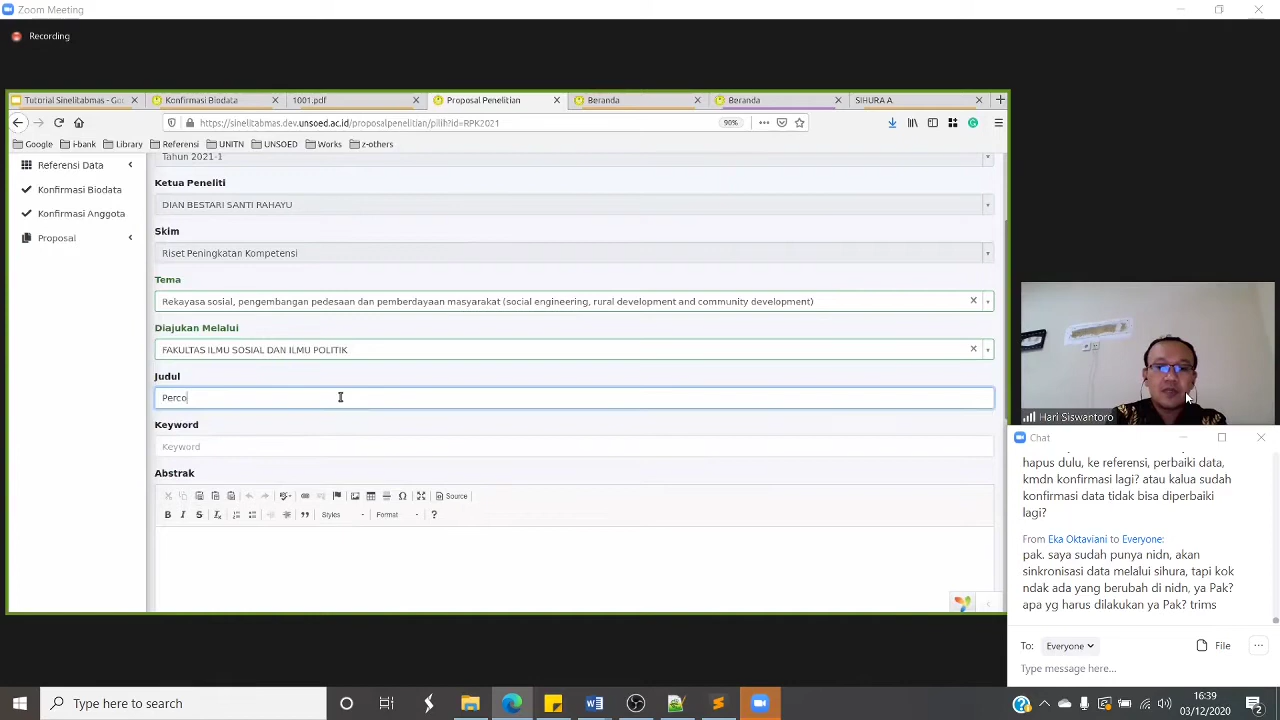 Zoom Meeting
Recording
Tutorial Sinelitabmas - Go
Konfirmasi Biodata
1001.pdf
Proposal Penelitian
Beranda
Beranda
SIHURA A
https://sinelitabmas.dev.unsoed.ac.id/proposalpenelitian/pilih?id=RPK2021
90%
Google
i-bank
Library
Referensi
UNITN
UNSOED
Works
z-others
Referensi Data
Konfirmasi Biodata
Konfirmasi Anggota
Proposal
Tahun 2021-1
Ketua Peneliti
DIAN BESTARI SANTI RAHAYU
Skim
Riset Peningkatan Kompetensi
Tema
Rekayasa sosial, pengembangan pedesaan dan pemberdayaan masyarakat (social engineering, rural development and community development)
Diajukan Melalui
FAKULTAS ILMU SOSIAL DAN ILMU POLITIK
Judul
Perco
Keyword
Keyword
Abstrak
Source
Styles
Format
Hari Siswantoro
Chat
hapus dulu, ke referensi, perbaiki data,
kmdn konfirmasi lagi? atau kalua sudah
konfirmasi data tidak bisa diperbaiki
lagi?
From Eka Oktaviani to Everyone:
pak. saya sudah punya nidn, akan
sinkronisasi data melalui sihura, tapi kok
ndak ada yang berubah di nidn, ya Pak?
apa yg harus dilakukan ya Pak? trims
To: Everyone
File
Type message here...
Type here to search
16:39
03/12/2020
2